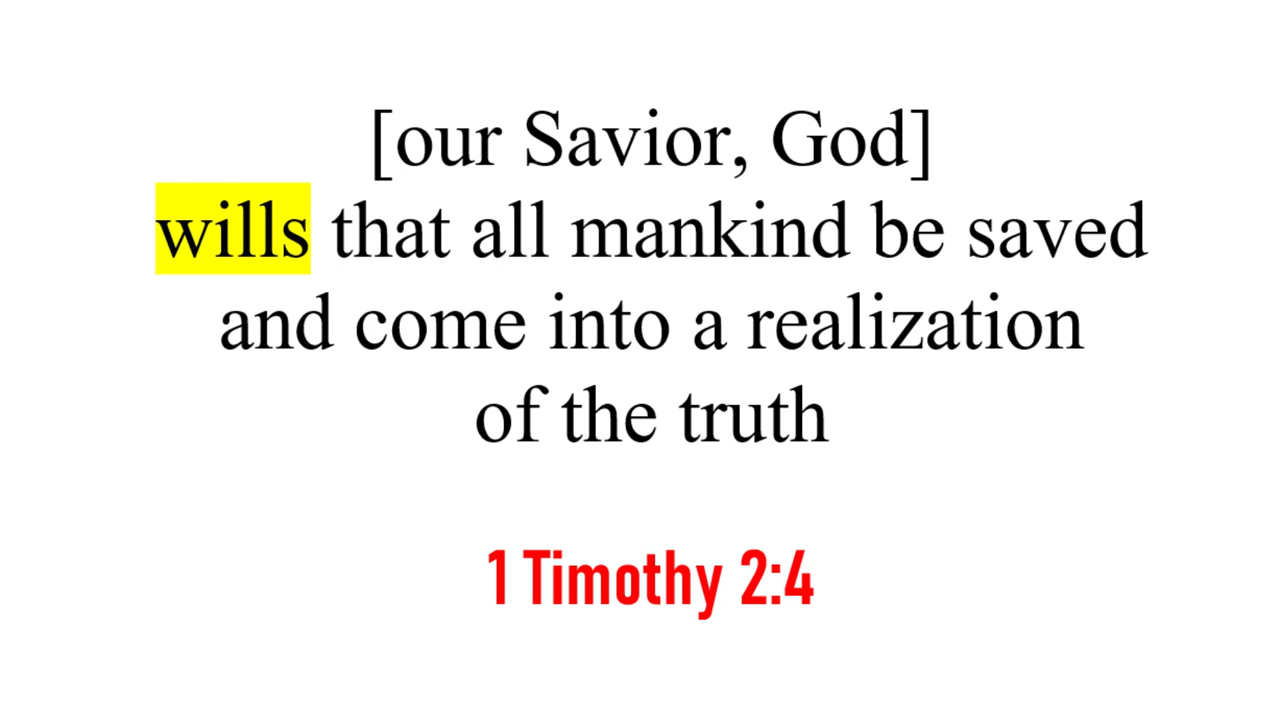 [our Savior, God]
wills that all mankind be saved
and come into a realization
of the truth
1 Timothy 2:4